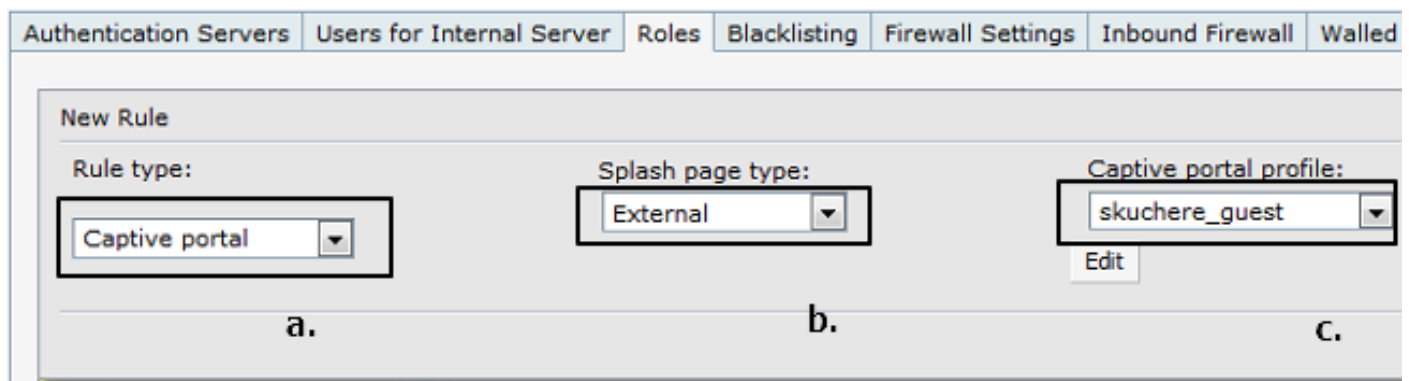 Authentication Servers Users for Internal Server Roles Blacklisting Firewall Settings Inbound Firewall Walled
New Rule
Rule type: Splash page type: Captive portal profile:
Captive portal External skuchere_guest
Edit
a. b. c.